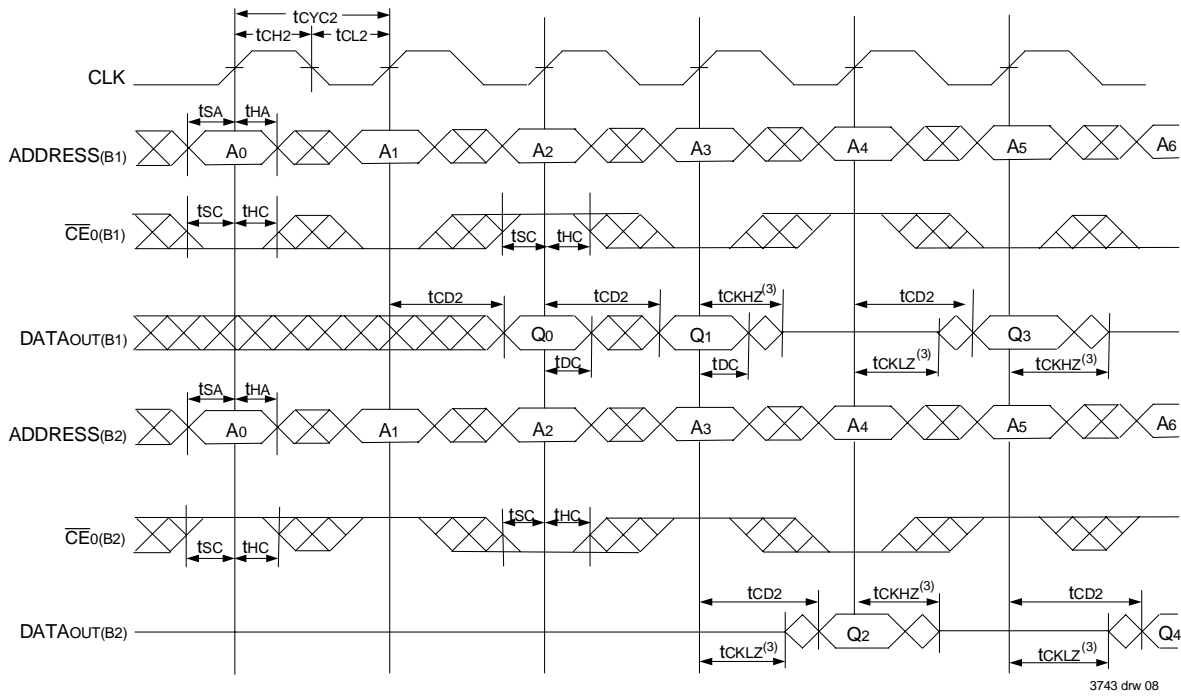 tCYC2
tCH2 tCL2
CLK
tSA tHA
ADDRESS(B1) A0 A1 A2 A3 A4 A5 A6
tSC tHC
CE0(B1)
tSC tHC
tCD2 tCD2 tCKHZ(3) tCD2
DATAOUT(B1) Q0 Q1 Q3
tDC tDC tCKLZ(3) tCKHZ(3)
tSA tHA
ADDRESS(B2) A0 A1 A2 A3 A4 A5 A6
tSC tHC
CE0(B2)
tSC tHC
tCD2 tCKHZ(3) tCD2
DATAOUT(B2) Q2 Q4
tCKLZ(3) tCKLZ(3)
3743 drw 08